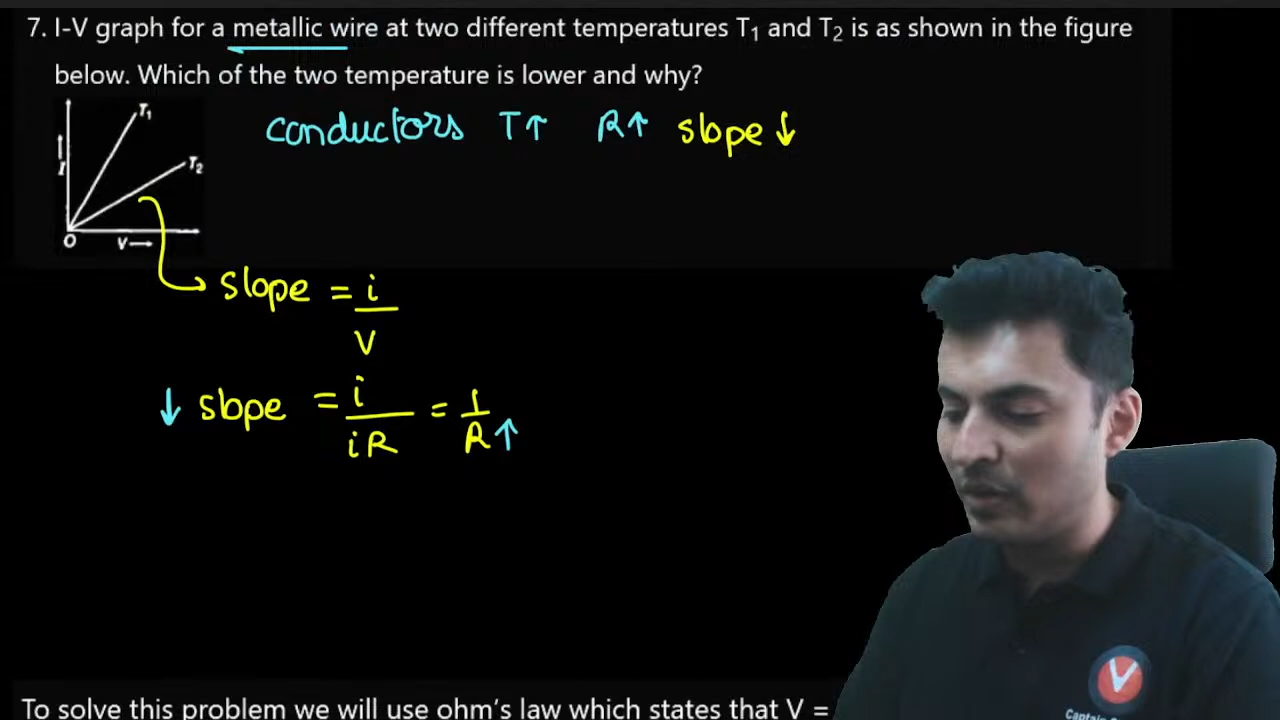 7. I-V graph for a metallic wire at two different temperatures T₁ and T₂ is as shown in the figure
below. Which of the two temperature is lower and why?
T₁
conductors T↑ R↑ slope ↓
I
T₂
O
V
slope = i
V
↓ slope = i = 1
iR R↑
V
To solve this problem we will use ohm's law which states that V =